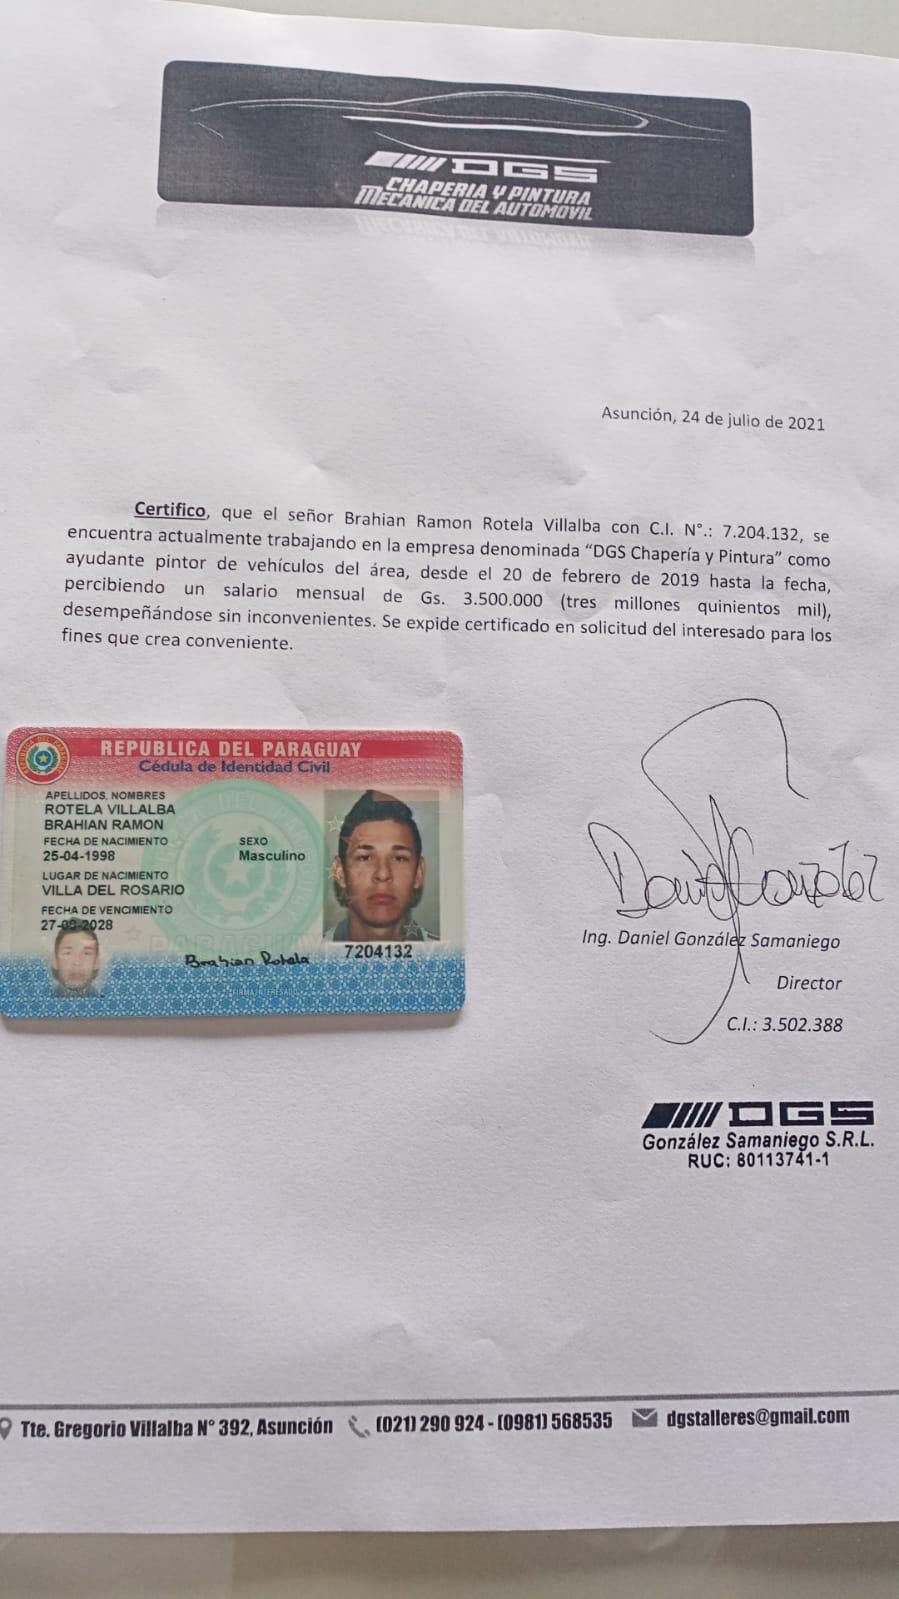 DGS
CHAPERIA Y PINTURA
MECANICA DEL AUTOMOVIL
Asunción, 24 de julio de 2021
Certifico, que el señor Brahian Ramon Rotela Villalba con C.I. N°.: 7.204.132, se
encuentra actualmente trabajando en la empresa denominada “DGS Chapería y Pintura” como
ayudante pintor de vehículos del área, desde el 20 de febrero de 2019 hasta la fecha,
percibiendo un salario mensual de Gs. 3.500.000 (tres millones quinientos mil),
desempeñándose sin inconvenientes. Se expide certificado en solicitud del interesado para los
fines que crea conveniente.
REPUBLICA DEL PARAGUAY
Cédula de Identidad Civil
APELLIDOS, NOMBRES
ROTELA VILLALBA
BRAHIAN RAMON
FECHA DE NACIMIENTO
25-04-1998
SEXO
Masculino
LUGAR DE NACIMIENTO
VILLA DEL ROSARIO
FECHA DE VENCIMIENTO
2028
Brahian Rotela
7204132
FIRMA INTERESADO
Ing. Daniel González Samaniego
Director
C.I.: 3.502.388
DGS
González Samaniego S.R.L.
RUC: 80113741-1
Tte. Gregorio Villalba N° 392, Asunción (021) 290 924 - (0981) 568535 dgstalleres@gmail.com